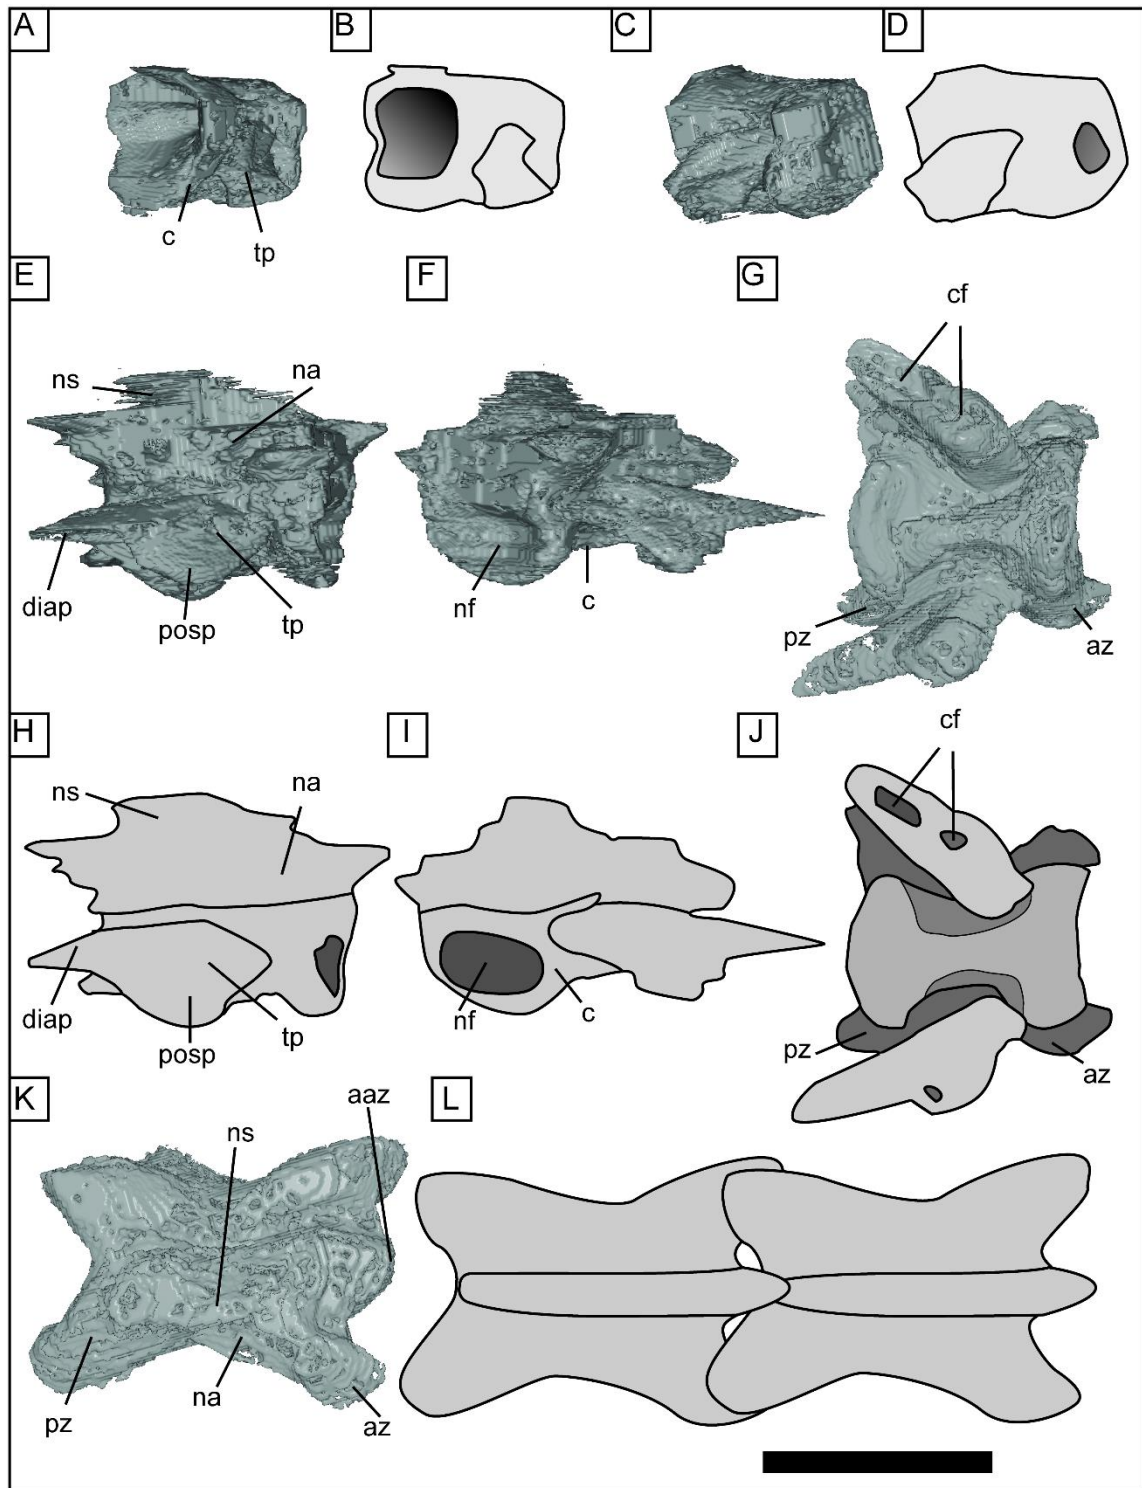 A
B
C
D
c
tp
E
F
G
cf
ns
na
diap
posp
tp
nf
c
pz
az
H
I
J
cf
ns
na
diap
posp
tp
nf
c
pz
az
K
L
aaz
ns
na
pz
az